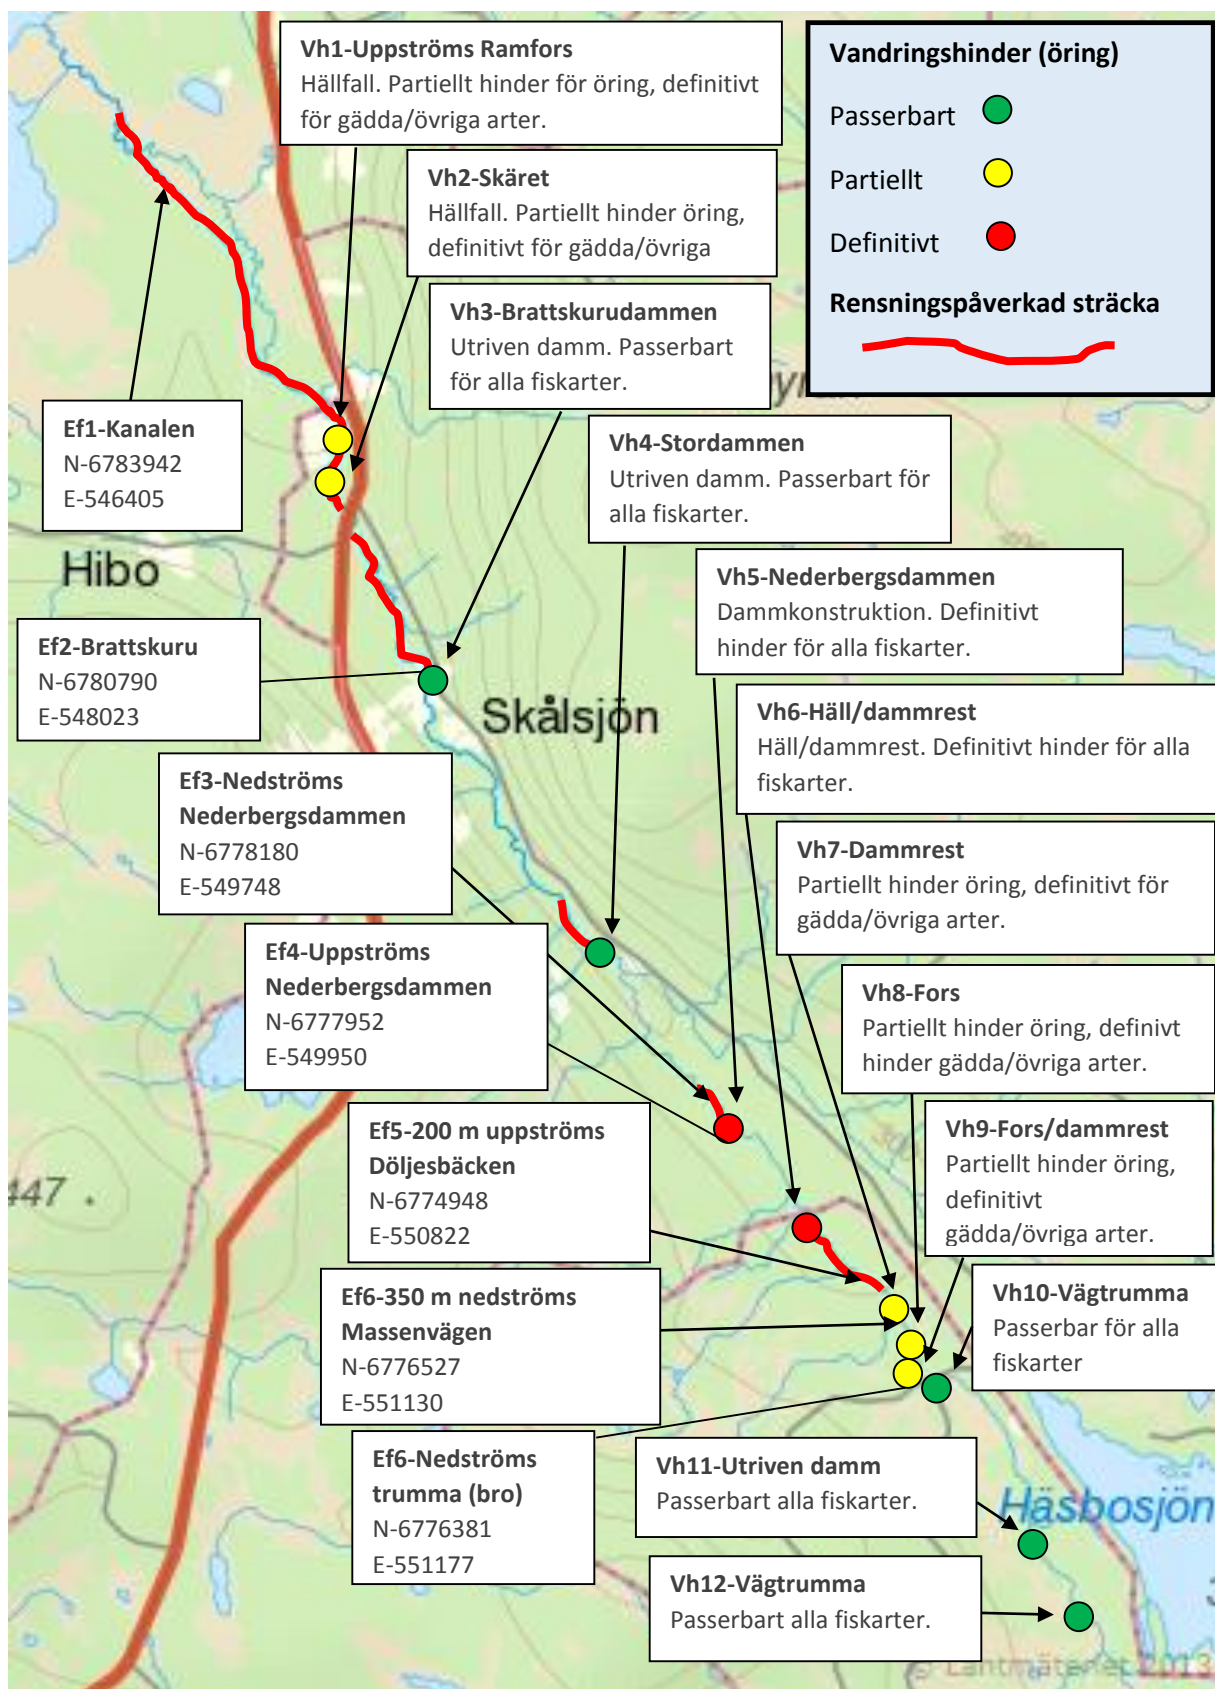 Vh1-Uppströms Ramfors
Hällfall. Partiellt hinder för öring, definitivt
för gädda/övriga arter.
Vandringshinder (öring)
Passerbart
Partiellt
Definitivt
Rensningspåverkad sträcka
Vh2-Skäret
Hällfall. Partiellt hinder öring,
definitivt för gädda/övriga
Vh3-Brattskurudammen
Utriven damm. Passerbart
för alla fiskarter.
Ef1-Kanalen
N-6783942
E-546405
Vh4-Stordammen
Utriven damm. Passerbart för
alla fiskarter.
Hibo
Vh5-Nederbergsdammen
Dammkonstruktion. Definitivt
hinder för alla fiskarter.
Ef2-Brattskuru
N-6780790
E-548023
Skålsjön
Vh6-Häll/dammrest
Häll/dammrest. Definitivt hinder för alla
fiskarter.
Ef3-Nedströms
Nederbergsdammen
N-6778180
E-549748
Vh7-Dammrest
Partiellt hinder öring, definitivt för
gädda/övriga arter.
Ef4-Uppströms
Nederbergsdammen
N-6777952
E-549950
Vh8-Fors
Partiellt hinder öring, definivt
hinder gädda/övriga arter.
Ef5-200 m uppströms
Döljesbäcken
N-6774948
E-550822
Vh9-Fors/dammrest
Partiellt hinder öring,
definitivt
gädda/övriga arter.
447
Ef6-350 m nedströms
Massenvägen
N-6776527
E-551130
Vh10-Vägtrumma
Passerbar för alla
fiskarter
Ef6-Nedströms
trumma (bro)
N-6776381
E-551177
Vh11-Utriven damm
Passerbart alla fiskarter.
Häsbosjön
Vh12-Vägtrumma
Passerbart alla fiskarter.
© Lantmäteriet 2013